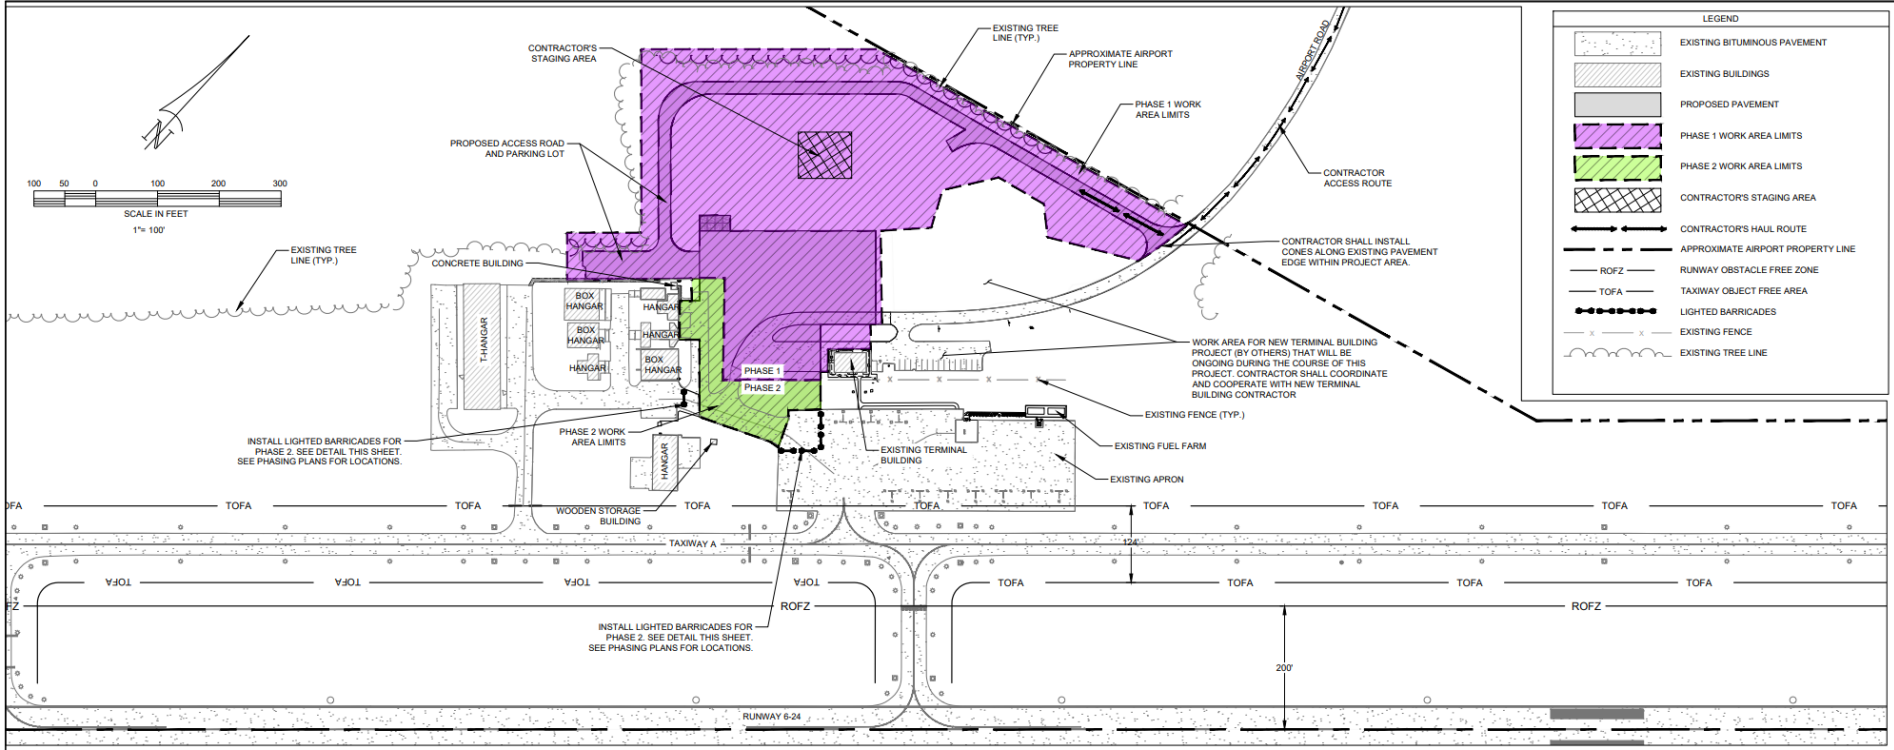 EXISTING TREE
LINE (TYP.)
CONTRACTOR'S
STAGING AREA
APPROXIMATE AIRPORT
PROPERTY LINE
AIRPORT ROAD
PHASE 1 WORK
AREA LIMITS
N
PROPOSED ACCESS ROAD
AND PARKING LOT
CONTRACTOR
ACCESS ROUTE
100 50 0 100 200 300
SCALE IN FEET
1"= 100'
EXISTING TREE
LINE (TYP.)
CONCRETE BUILDING
CONTRACTOR SHALL INSTALL
CONES ALONG EXISTING PAVEMENT
EDGE WITHIN PROJECT AREA.
T-HANGAR
BOX
HANGAR
HANGAR
BOX
HANGAR
HANGAR
HANGAR
BOX
HANGAR
PHASE 1
PHASE 2
WORK AREA FOR NEW TERMINAL BUILDING
PROJECT (BY OTHERS) THAT WILL BE
ONGOING DURING THE COURSE OF THIS
PROJECT. CONTRACTOR SHALL COORDINATE
AND COOPERATE WITH NEW TERMINAL
BUILDING CONTRACTOR
EXISTING FENCE (TYP.)
PHASE 2 WORK
AREA LIMITS
INSTALL LIGHTED BARRICADES FOR
PHASE 2. SEE DETAIL THIS SHEET.
SEE PHASING PLANS FOR LOCATIONS.
HANGAR
EXISTING TERMINAL
BUILDING
EXISTING FUEL FARM
EXISTING APRON
WOODEN STORAGE
BUILDING
OFA TOFA TOFA TOFA TOFA TOFA TOFA TOFA TOFA
TAXIWAY A
124'
TOFA TOFA TOFA TOFA TOFA TOFA TOFA TOFA
FZ ROFZ ROFZ
INSTALL LIGHTED BARRICADES FOR
PHASE 2. SEE DETAIL THIS SHEET.
SEE PHASING PLANS FOR LOCATIONS.
200'
RUNWAY 6-24
LEGEND
EXISTING BITUMINOUS PAVEMENT
EXISTING BUILDINGS
PROPOSED PAVEMENT
PHASE 1 WORK AREA LIMITS
PHASE 2 WORK AREA LIMITS
CONTRACTOR'S STAGING AREA
CONTRACTOR'S HAUL ROUTE
APPROXIMATE AIRPORT PROPERTY LINE
ROFZ RUNWAY OBSTACLE FREE ZONE
TOFA TAXIWAY OBJECT FREE AREA
LIGHTED BARRICADES
EXISTING FENCE
EXISTING TREE LINE